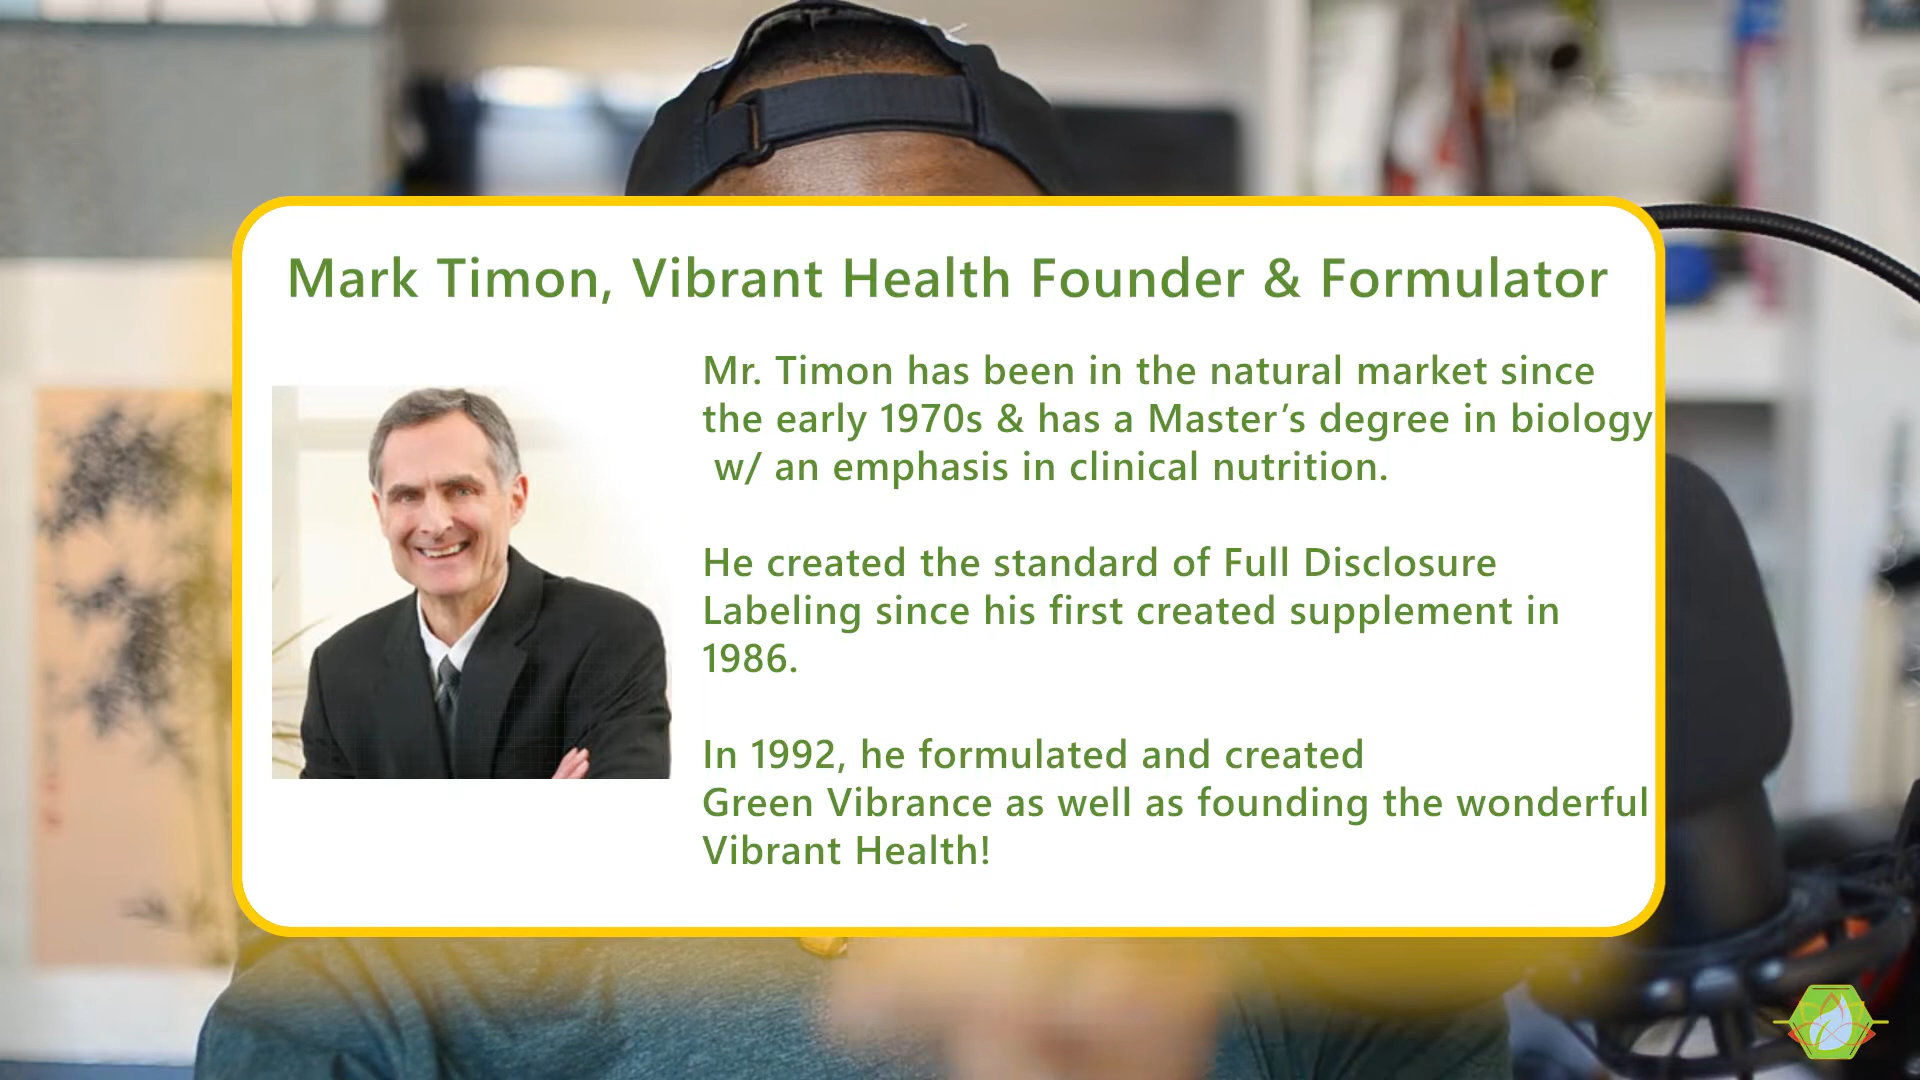 Mark Timon, Vibrant Health Founder & Formulator
Mr. Timon has been in the natural market since
the early 1970s & has a Master’s degree in biology
w/ an emphasis in clinical nutrition.
He created the standard of Full Disclosure
Labeling since his first created supplement in
1986.
In 1992, he formulated and created
Green Vibrance as well as founding the wonderful
Vibrant Health!